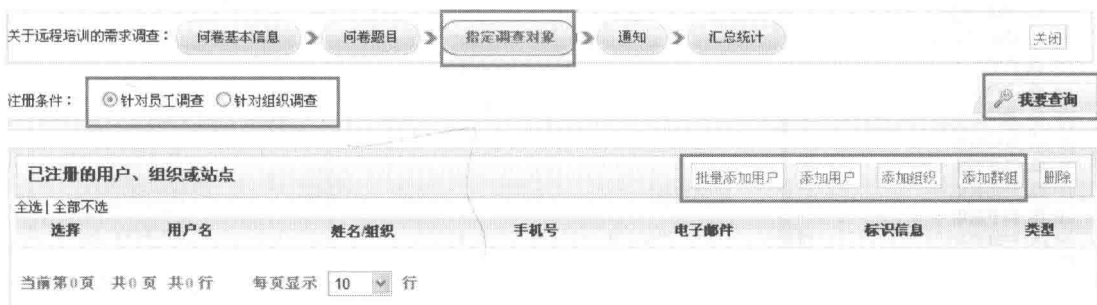 关于远程培训的需求调查： 问卷基本信息 问卷题目 指定调查对象 通知 汇总统计 关闭
注册条件： 针对员工调查 针对组织调查 我要查询
已注册的用户、组织或站点 批量添加用户 添加用户 添加组织 添加群组 删除
全选|全部不选
选择 用户名 姓名/组织 手机号 电子邮件 标识信息 类型
当前第0页 共0页 共0行 每页显示 10 行